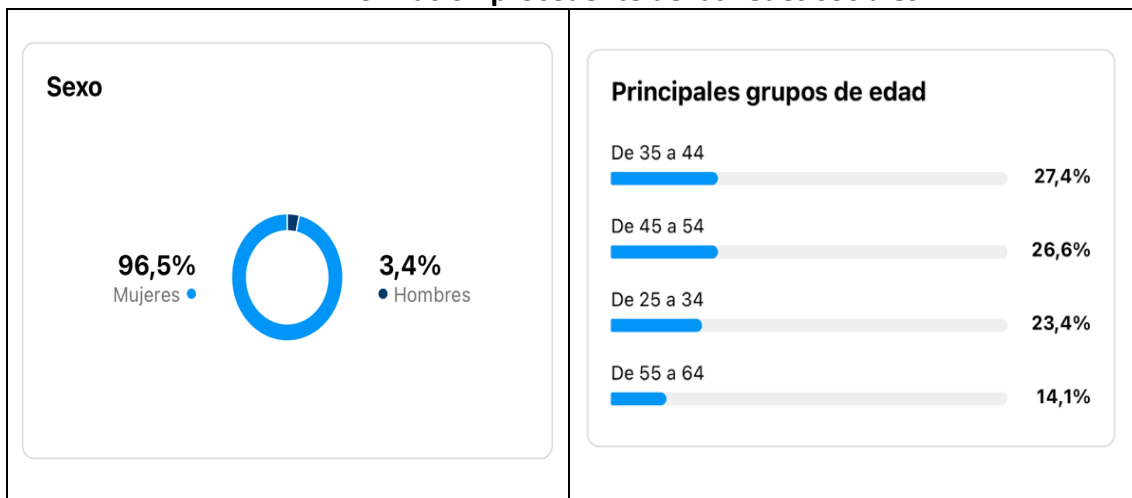 Sexo
96,5%
Mujeres
3,4%
Hombres
Principales grupos de edad
De 35 a 44
27,4%
De 45 a 54
26,6%
De 25 a 34
23,4%
De 55 a 64
14,1%